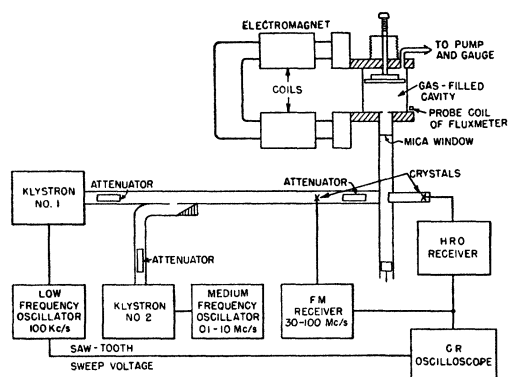 ELECTROMAGNET
TO PUMP
AND GAUGE
COILS
GAS-FILLED
CAVITY
PROBE COIL
OF FLUXMETER
MICA WINDOW
CRYSTALS
KLYSTRON
NO. 1
ATTENUATOR
ATTENUATOR
ATTENUATOR
HRO
RECEIVER
LOW
FREQUENCY
OSCILLATOR
100 Kc/s
KLYSTRON
NO 2
MEDIUM
FREQUENCY
OSCILLATOR
01-10 Mc/s
FM
RECEIVER
30-100 Mc/s
CR
OSCILLOSCOPE
SAW-TOOTH
SWEEP VOLTAGE